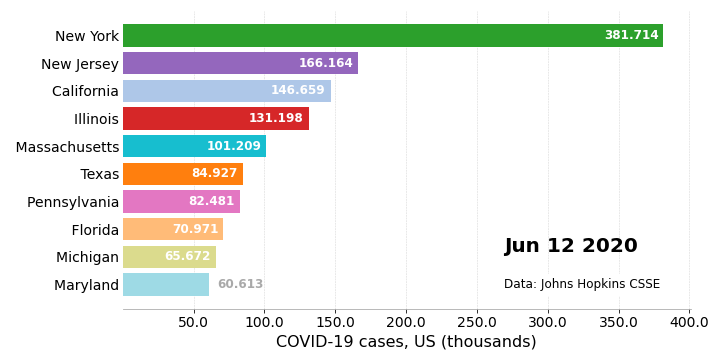 New York 381.714
New Jersey 166.164
California 146.659
Illinois 131.198
Massachusetts 101.209
Texas 84.927
Pennsylvania 82.481
Florida 70.971
Michigan 65.672
Maryland 60.613
Jun 12 2020
Data: Johns Hopkins CSSE
50.0 100.0 150.0 200.0 250.0 300.0 350.0 400.0
COVID-19 cases, US (thousands)